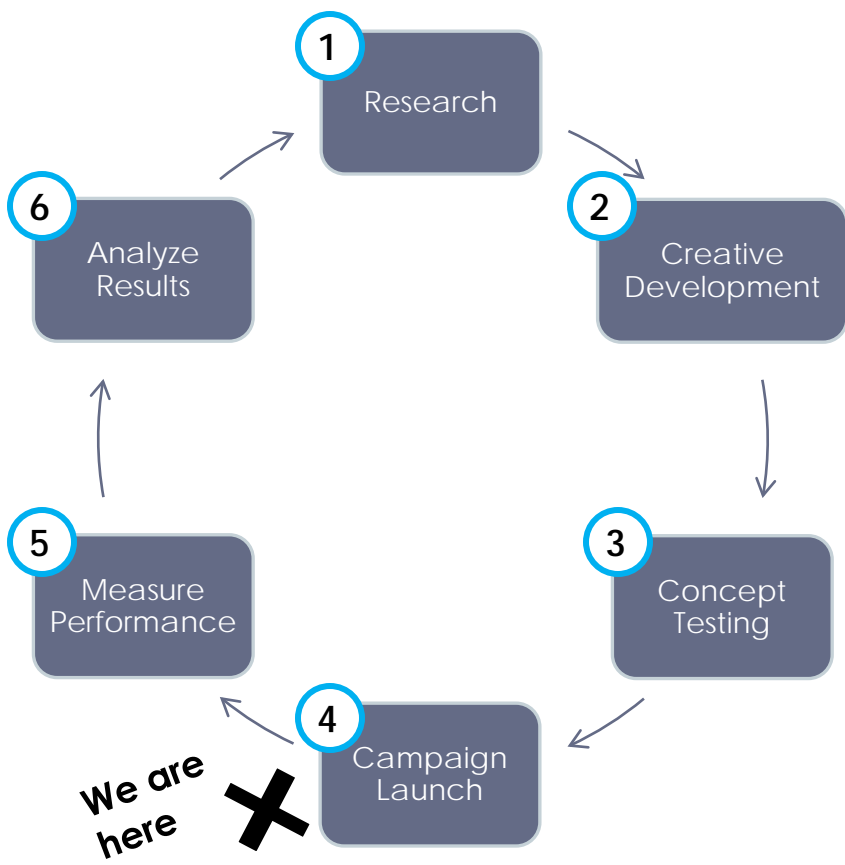 1
Research
2
Creative
Development
3
Concept
Testing
4
Campaign
Launch
5
Measure
Performance
6
Analyze
Results
We are
here